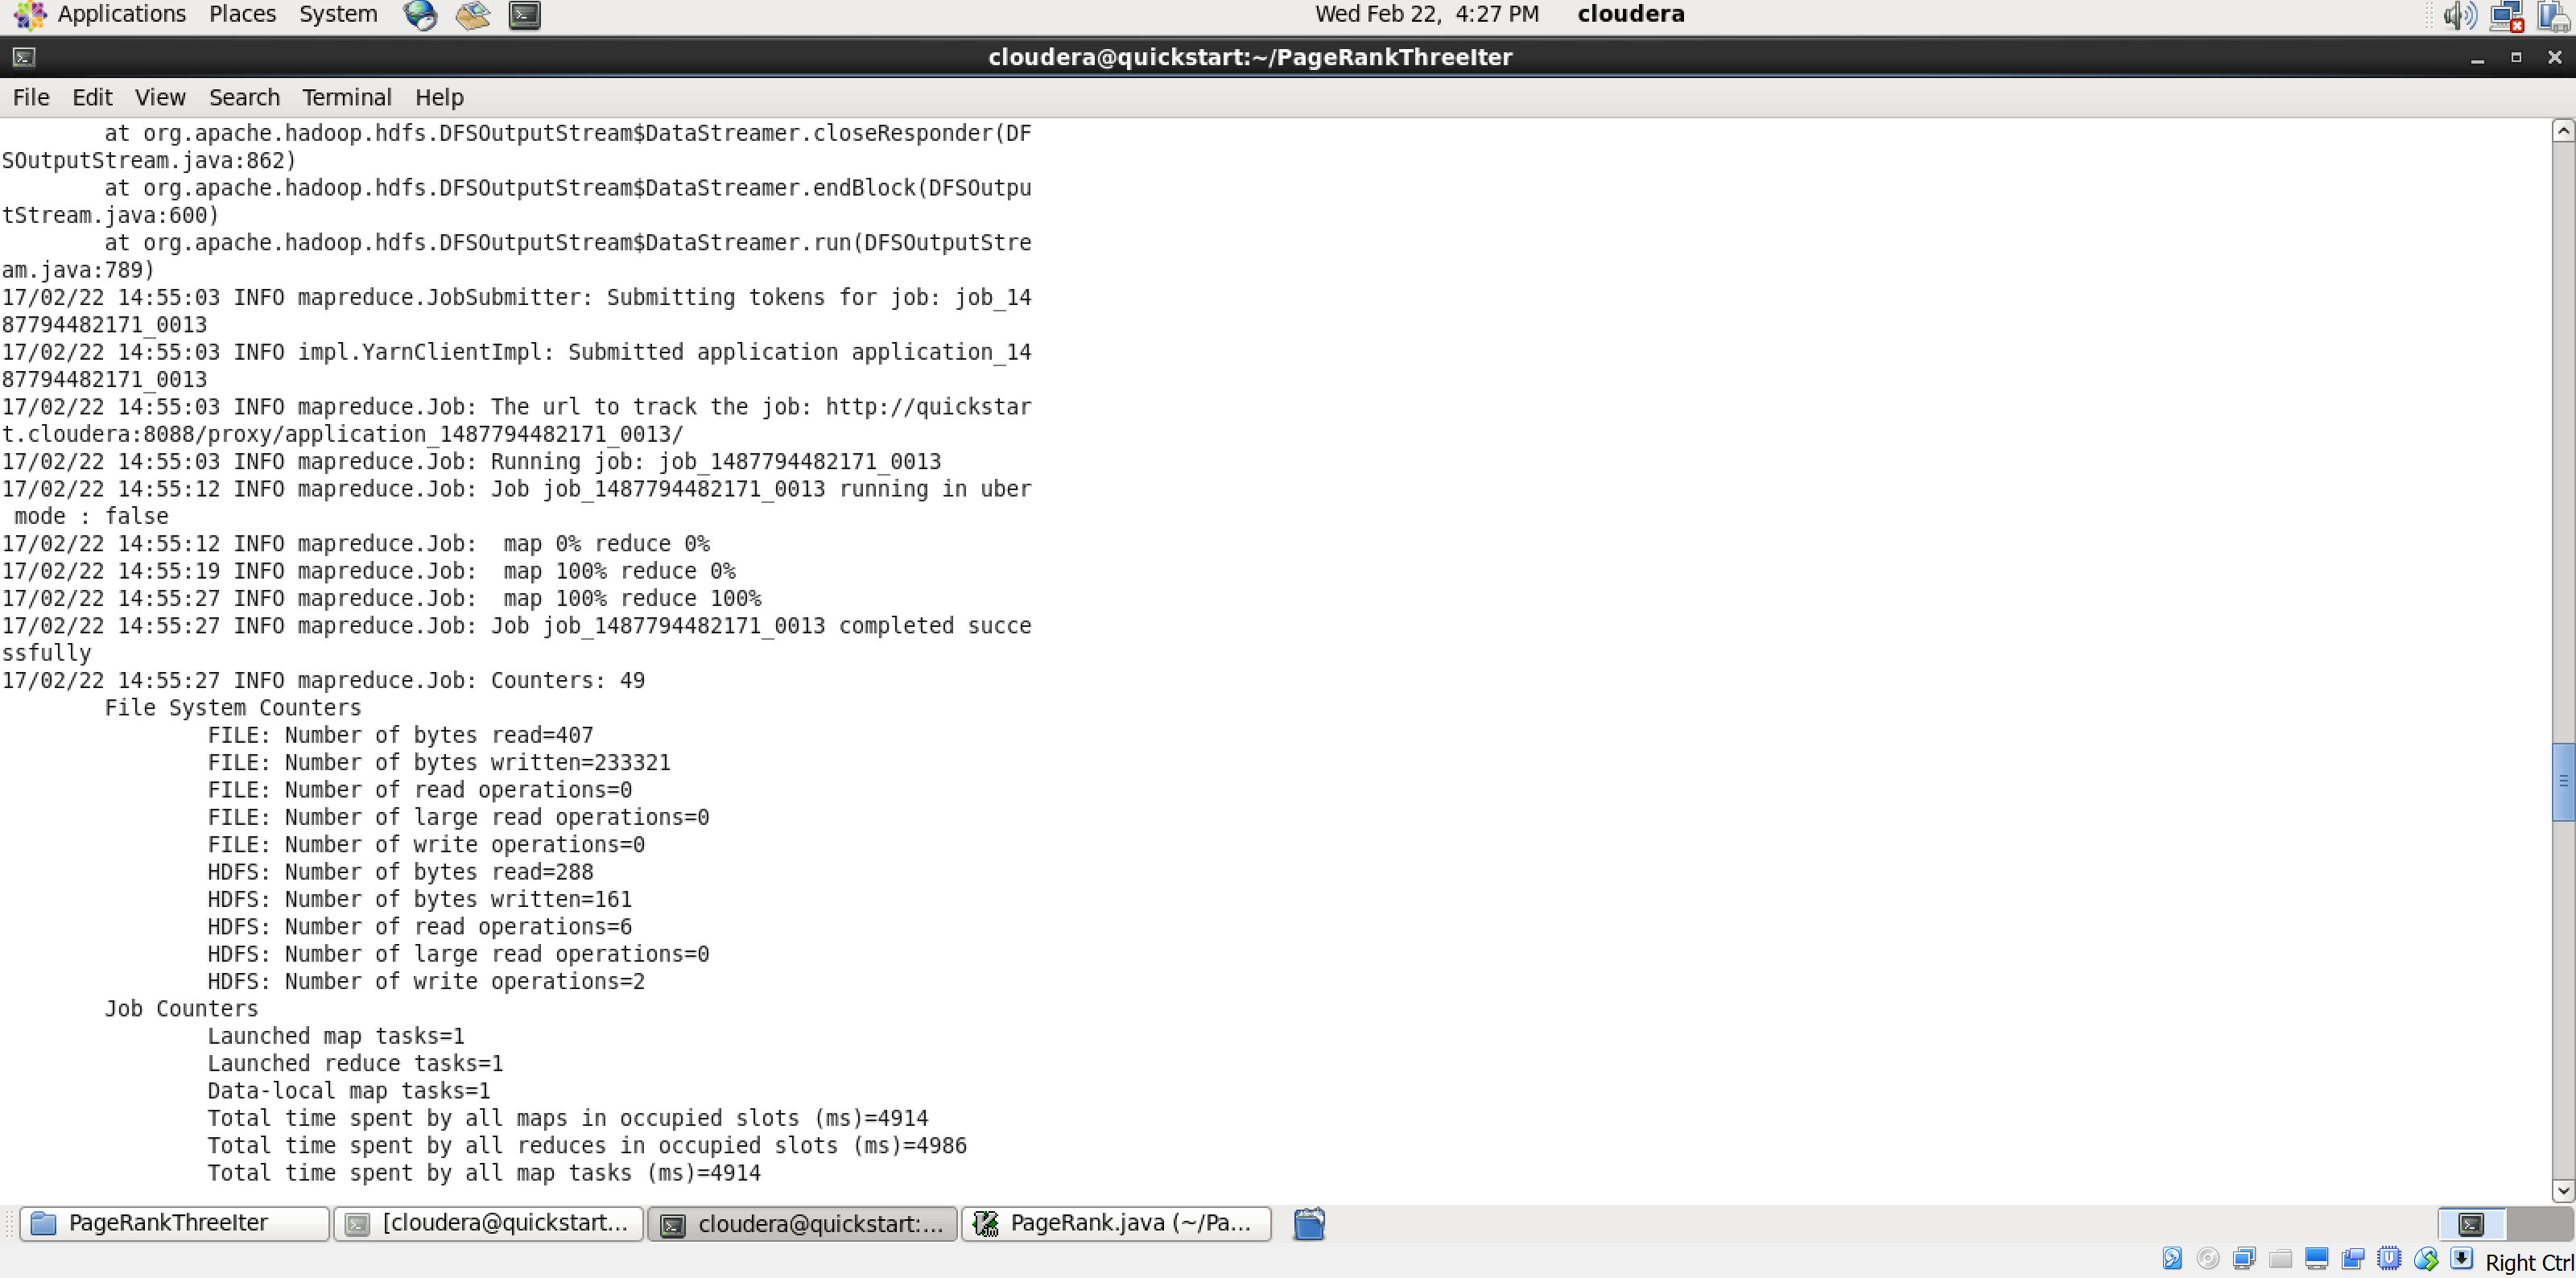 Applications Places System Wed Feb 22, 4:27 PM cloudera
cloudera@quickstart:~/PageRankThreeIter
File Edit View Search Terminal Help
at org.apache.hadoop.hdfs.DFSOutputStream$DataStreamer.closeResponder(DF
SOutputStream.java:862)
at org.apache.hadoop.hdfs.DFSOutputStream$DataStreamer.endBlock(DFSOutpu
tStream.java:600)
at org.apache.hadoop.hdfs.DFSOutputStream$DataStreamer.run(DFSOutputStre
am.java:789)
17/02/22 14:55:03 INFO mapreduce.JobSubmitter: Submitting tokens for job: job_14
87794482171_0013
17/02/22 14:55:03 INFO impl.YarnClientImpl: Submitted application application_14
87794482171_0013
17/02/22 14:55:03 INFO mapreduce.Job: The url to track the job: http://quickstar
t.cloudera:8088/proxy/application_1487794482171_0013/
17/02/22 14:55:03 INFO mapreduce.Job: Running job: job_1487794482171_0013
17/02/22 14:55:12 INFO mapreduce.Job: Job job_1487794482171_0013 running in uber
mode : false
17/02/22 14:55:12 INFO mapreduce.Job:  map 0% reduce 0%
17/02/22 14:55:19 INFO mapreduce.Job:  map 100% reduce 0%
17/02/22 14:55:27 INFO mapreduce.Job:  map 100% reduce 100%
17/02/22 14:55:27 INFO mapreduce.Job: Job job_1487794482171_0013 completed succe
ssfully
17/02/22 14:55:27 INFO mapreduce.Job: Counters: 49
File System Counters
FILE: Number of bytes read=407
FILE: Number of bytes written=233321
FILE: Number of read operations=0
FILE: Number of large read operations=0
FILE: Number of write operations=0
HDFS: Number of bytes read=288
HDFS: Number of bytes written=161
HDFS: Number of read operations=6
HDFS: Number of large read operations=0
HDFS: Number of write operations=2
Job Counters
Launched map tasks=1
Launched reduce tasks=1
Data-local map tasks=1
Total time spent by all maps in occupied slots (ms)=4914
Total time spent by all reduces in occupied slots (ms)=4986
Total time spent by all map tasks (ms)=4914
PageRankThreeIter [cloudera@quickstart... cloudera@quickstart:... PageRank.java (~/Pa...
Right Ctrl